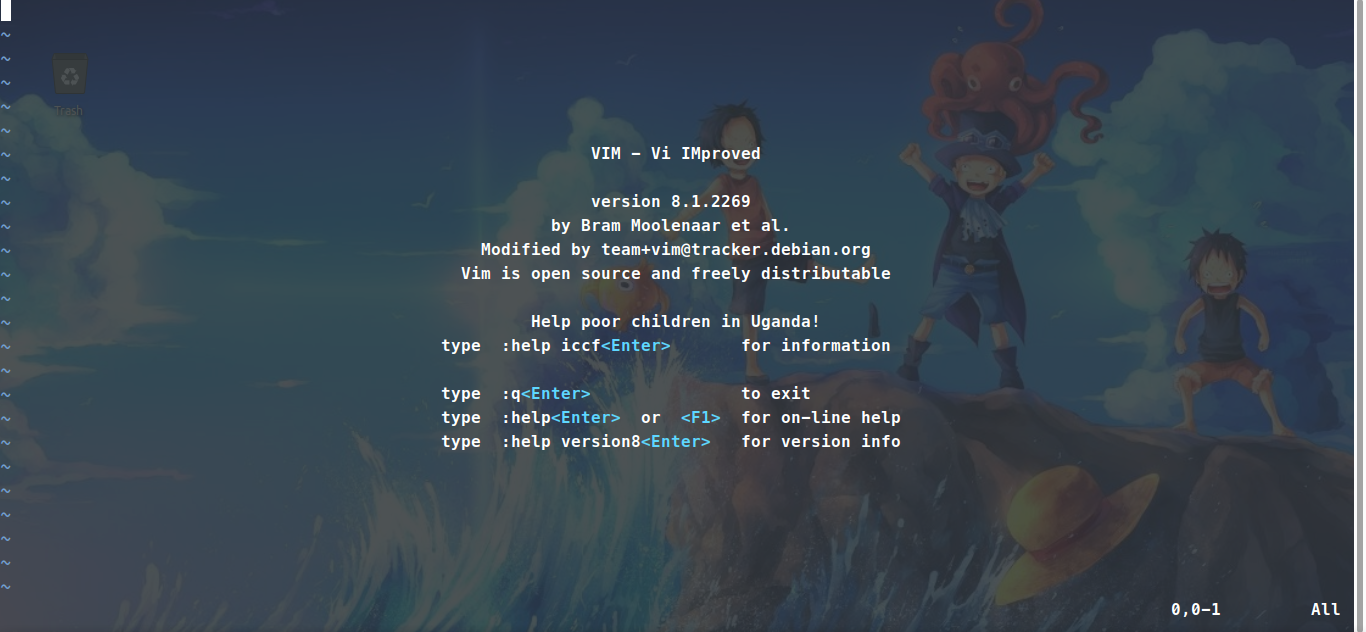 ~
~
~
~
Trash
~
~
~ VIM - Vi IMproved
~
~ version 8.1.2269
~ by Bram Moolenaar et al.
~ Modified by team+vim@tracker.debian.org
~ Vim is open source and freely distributable
~
~ Help poor children in Uganda!
~ type  :help iccf<Enter>       for information
~
~ type  :q<Enter>               to exit
~ type  :help<Enter>  or  <F1>  for on-line help
~ type  :help version8<Enter>   for version info
~
~
~
~
~
~
0,0-1         All